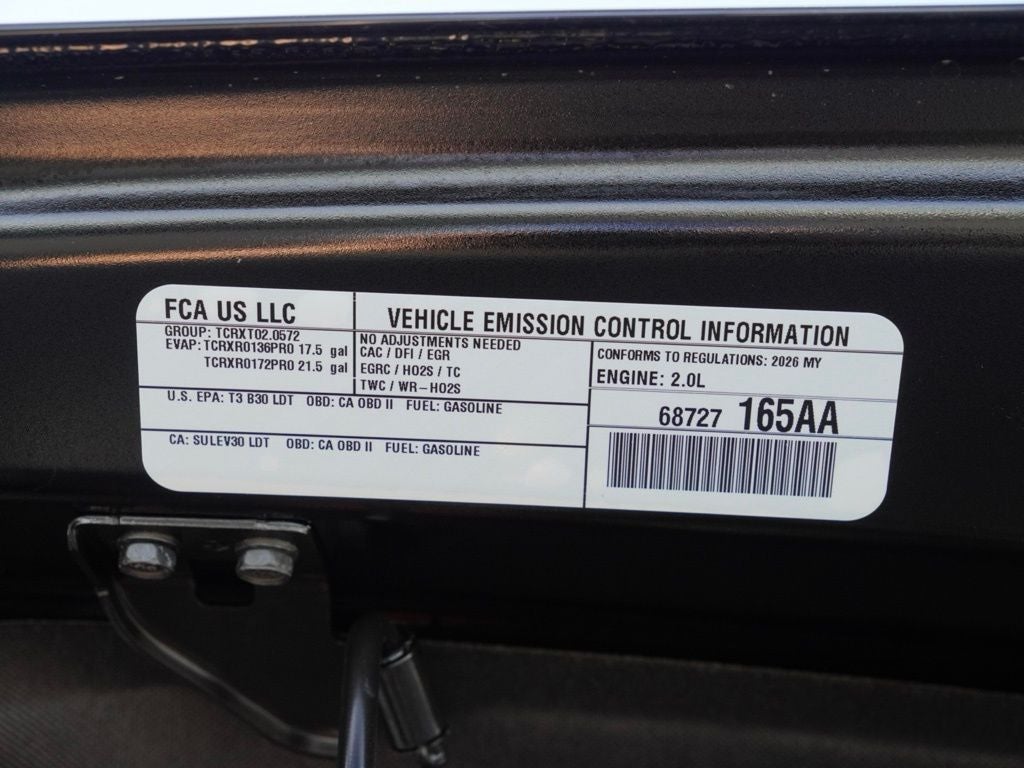 FCA US LLC
VEHICLE EMISSION CONTROL INFORMATION
GROUP: TCRXT02.0572
EVAP: TCRXR0136PR0 17.5 gal
TCRXR0172PR0 21.5 gal
NO ADJUSTMENTS NEEDED
CAC / DFI / EGR
EGRC / HO2S / TC
TWC / WR-HO2S
CONFORMS TO REGULATIONS: 2026 MY
ENGINE: 2.0L
U.S. EPA: T3 B30 LDT OBD: CA OBD II FUEL: GASOLINE
CA: SULEV30 LDT OBD: CA OBD II FUEL: GASOLINE
68727 165AA